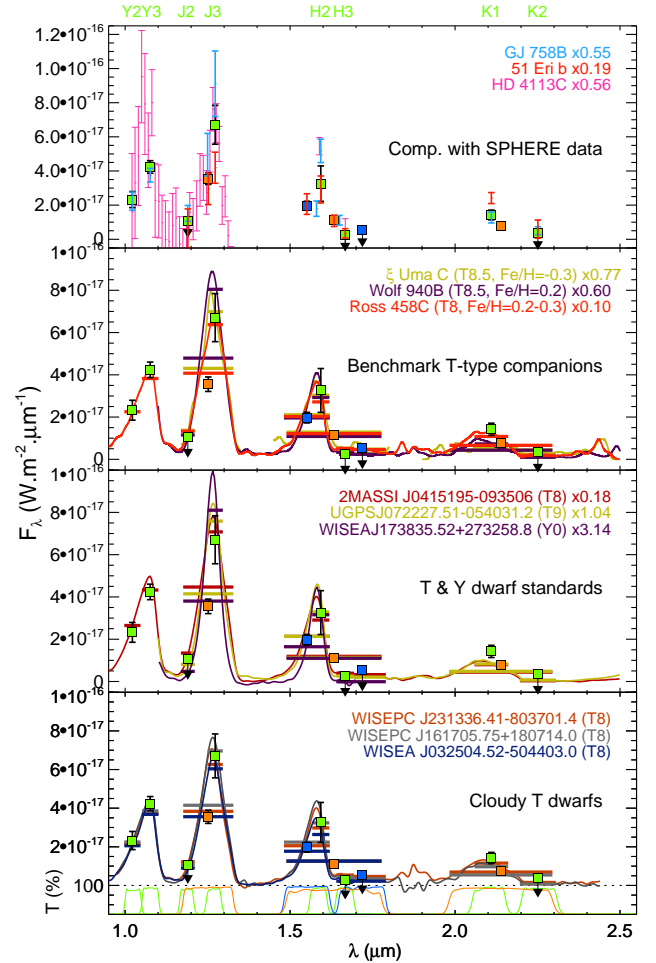 Y2 Y3 J2 J3 H2 H3 K1 K2
1.2•10⁻¹⁶
1•10⁻¹⁶
8•10⁻¹⁷
6•10⁻¹⁷
4•10⁻¹⁷
2•10⁻¹⁷
0
GJ 758B x0.55
51 Eri b x0.19
HD 4113C x0.56
Comp. with SPHERE data
1•10⁻¹⁶
8•10⁻¹⁷
6•10⁻¹⁷
4•10⁻¹⁷
2•10⁻¹⁷
0
ξ Uma C (T8.5, Fe/H=-0.3) x0.77
Wolf 940B (T8.5, Fe/H=0.2) x0.60
Ross 458C (T8, Fe/H=0.2-0.3) x0.10
Benchmark T-type companions
F_λ (W.m⁻².μm⁻¹)
1•10⁻¹⁶
8•10⁻¹⁷
6•10⁻¹⁷
4•10⁻¹⁷
2•10⁻¹⁷
0
2MASSI J0415195-093506 (T8) x0.18
UGPSJ072227.51-054031.2 (T9) x1.04
WISEAJ173835.52+273258.8 (Y0) x3.14
T & Y dwarf standards
1•10⁻¹⁶
8•10⁻¹⁷
6•10⁻¹⁷
4•10⁻¹⁷
2•10⁻¹⁷
100
T (%)
WISEPC J231336.41-803701.4 (T8)
WISEPC J161705.75+180714.0 (T8)
WISEA J032504.52-504403.0 (T8)
Cloudy T dwarfs
1.0 1.5 2.0 2.5
λ (μm)